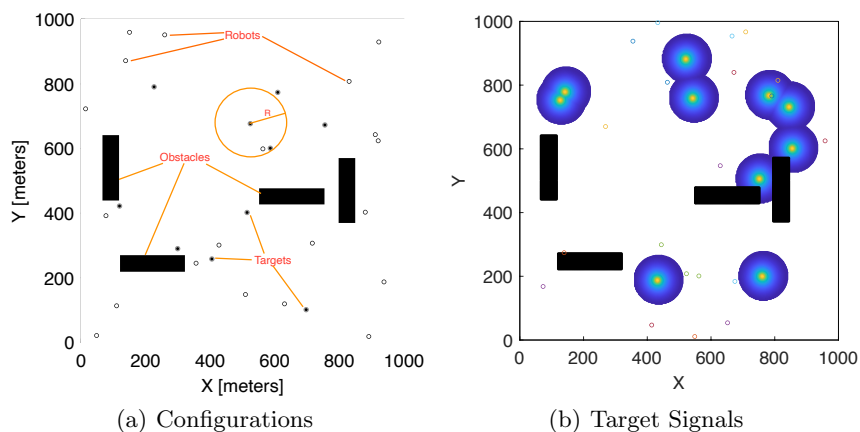 1000
800
600
400
200
0
Y [meters]
0 200 400 600 800 1000
X [meters]
Robots
R
Obstacles
Targets
(a) Configurations
1000
800
600
400
200
0
Y
0 200 400 600 800 1000
X
(b) Target Signals